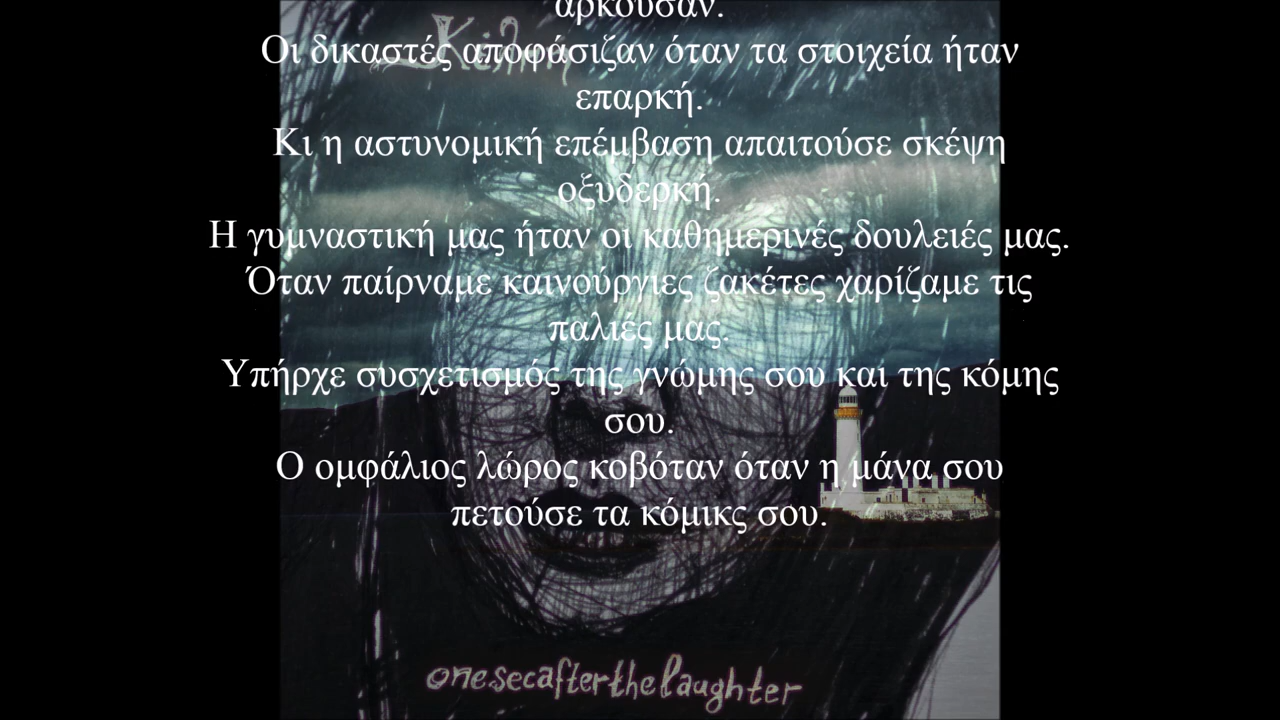 αρκούσαν.
Κέλλη
Οι δικαστές αποφάσιζαν όταν τα στοιχεία ήταν
επαρκή.
Κι η αστυνομική επέμβαση απαιτούσε σκέψη
οξυδερκή.
Η γυμναστική μας ήταν οι καθημερινές δουλειές μας.
Όταν παίρναμε καινούργιες ζακέτες χαρίζαμε τις
παλιές μας.
Υπήρχε συσχετισμός της γνώμης σου και της κόμης
σου.
Ο ομφάλιος λώρος κοβόταν όταν η μάνα σου
πετούσε τα κόμικς σου.
onesecafterthelaughter